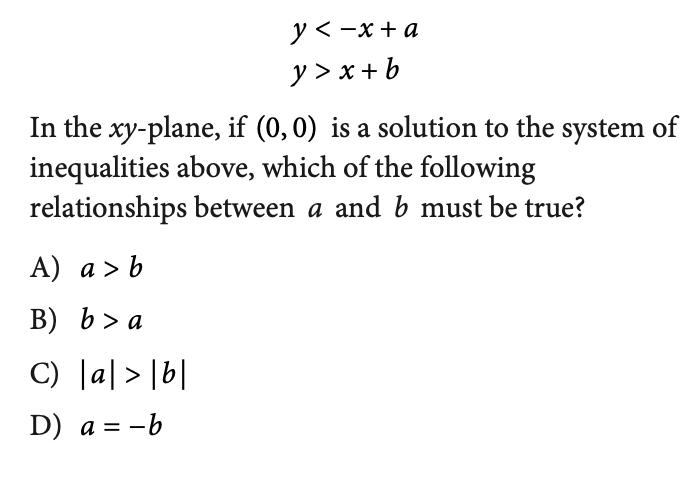 y < −x + a
y > x + b
In the xy-plane, if (0, 0) is a solution to the system of
inequalities above, which of the following
relationships between a and b must be true?
A) a > b
B) b > a
C) |a| > |b|
D) a = −b